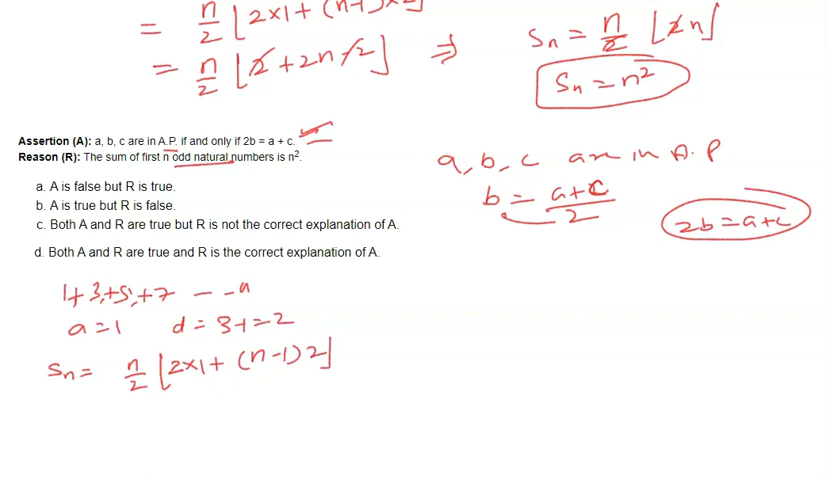 = n/2 [2×1 + (n-1)×2]
= n/2 [2 + 2n - 2] ⇒
Sn = n/2 [2n]
Sn = n²
Assertion (A): a, b, c are in A.P. if and only if 2b = a + c.
Reason (R): The sum of first n odd natural numbers is n².
a. A is false but R is true.
b. A is true but R is false.
c. Both A and R are true but R is not the correct explanation of A.
d. Both A and R are true and R is the correct explanation of A.
a, b, c are in A.P
b = a+c/2
2b = a+c
1+3+5+7 - - n
a = 1 d = 3-1 = 2
Sn = n/2 [2×1 + (n-1)2]